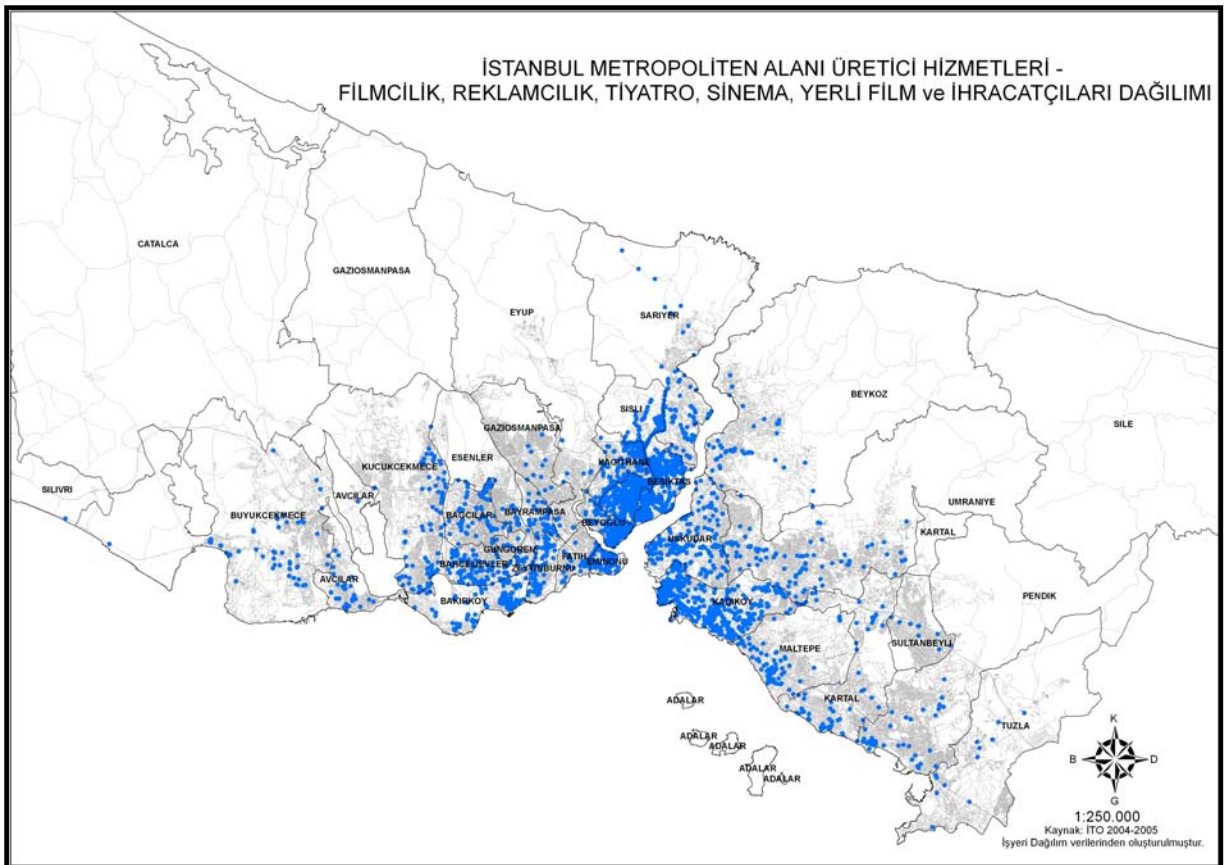 İSTANBUL METROPOLİTEN ALANI ÜRETİCİ HİZMETLERİ -
FİLMCİLİK, REKLAMCILIK, TİYATRO, SİNEMA, YERLİ FİLM ve İHRACATÇILARI DAĞILIMI
CATALCA
GAZIOSMANPASA
EYUP
SARIYER
BEYKOZ
SILE
SISLI
GAZIOSMANPASA
ESENLER
KUCUKCEKMECE
KAGITHANE
BESIKTAS
SILIVRI
AVCILAR
UMRANIYE
BUYUKCEKMECE
BAGCILAR
BAYRAMPASA
BEYOGLU
KARTAL
USKUDAR
GUNGOREN
FATIH
EMINONU
BAHCELIEVLER
ZEYTINBURNU
AVCILAR
BAKIRKOY
KADIKOY
PENDIK
MALTEPE
SULTANBEYLI
ADALAR
KARTAL
TUZLA
ADALAR
ADALAR
ADALAR
ADALAR
K
B
D
G
1:250.000
Kaynak: İTO 2004-2005
İşyeri Dağılım verilerinden oluşturulmuştur.